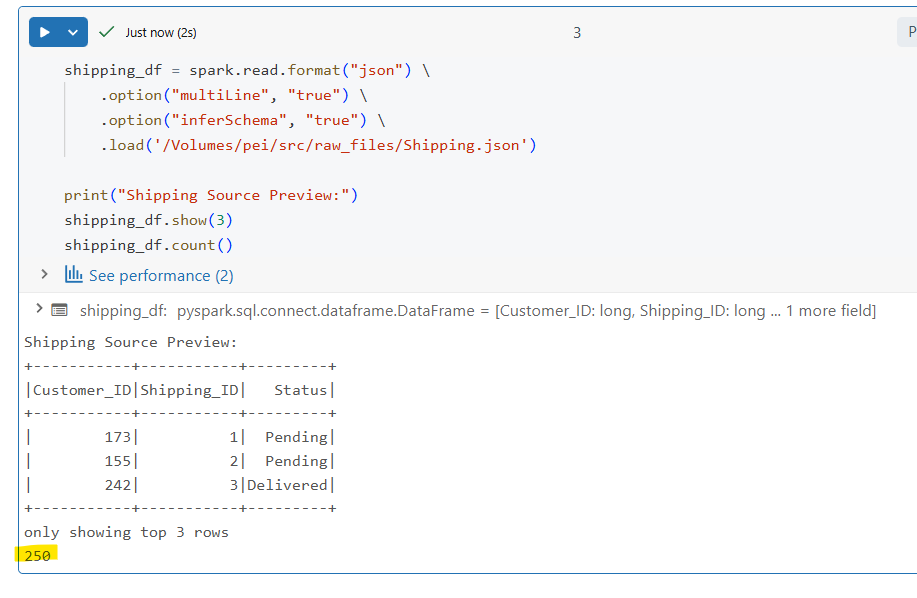 Just now (2s)
3
P
shipping_df = spark.read.format("json") \
.option("multiLine", "true") \
.option("inferSchema", "true") \
.load('/Volumes/pei/src/raw_files/Shipping.json')
print("Shipping Source Preview:")
shipping_df.show(3)
shipping_df.count()
See performance (2)
shipping_df: pyspark.sql.connect.dataframe.DataFrame = [Customer_ID: long, Shipping_ID: long ... 1 more field]
Shipping Source Preview:
+-----------+-----------+---------+
|Customer_ID|Shipping_ID|   Status|
+-----------+-----------+---------+
|        173|          1|  Pending|
|        155|          2|  Pending|
|        242|          3|Delivered|
+-----------+-----------+---------+
only showing top 3 rows
250